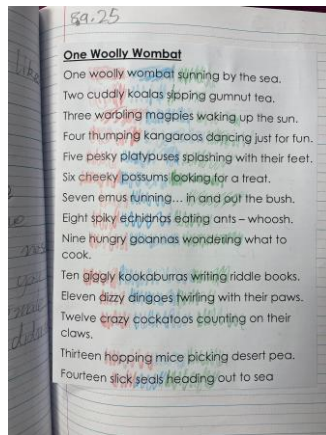 59.25
One Woolly Wombat
One woolly wombat sunning by the sea.
Two cuddly koalas sipping gumnut tea.
Three warbling magpies waking up the sun.
Four thumping kangaroos dancing just for fun.
Five pesky platypuses splashing with their feet.
Six cheeky possums looking for a treat.
Seven emus running... in and out the bush.
Eight spiky echidnas eating ants – whoosh.
Nine hungry goannas wondering what to
cook.
Ten giggly kookaburras writing riddle books.
Eleven dizzy dingoes twirling with their paws.
Twelve crazy cockatoos counting on their
claws.
Thirteen hopping mice picking desert pea.
Fourteen slick seals heading out to sea